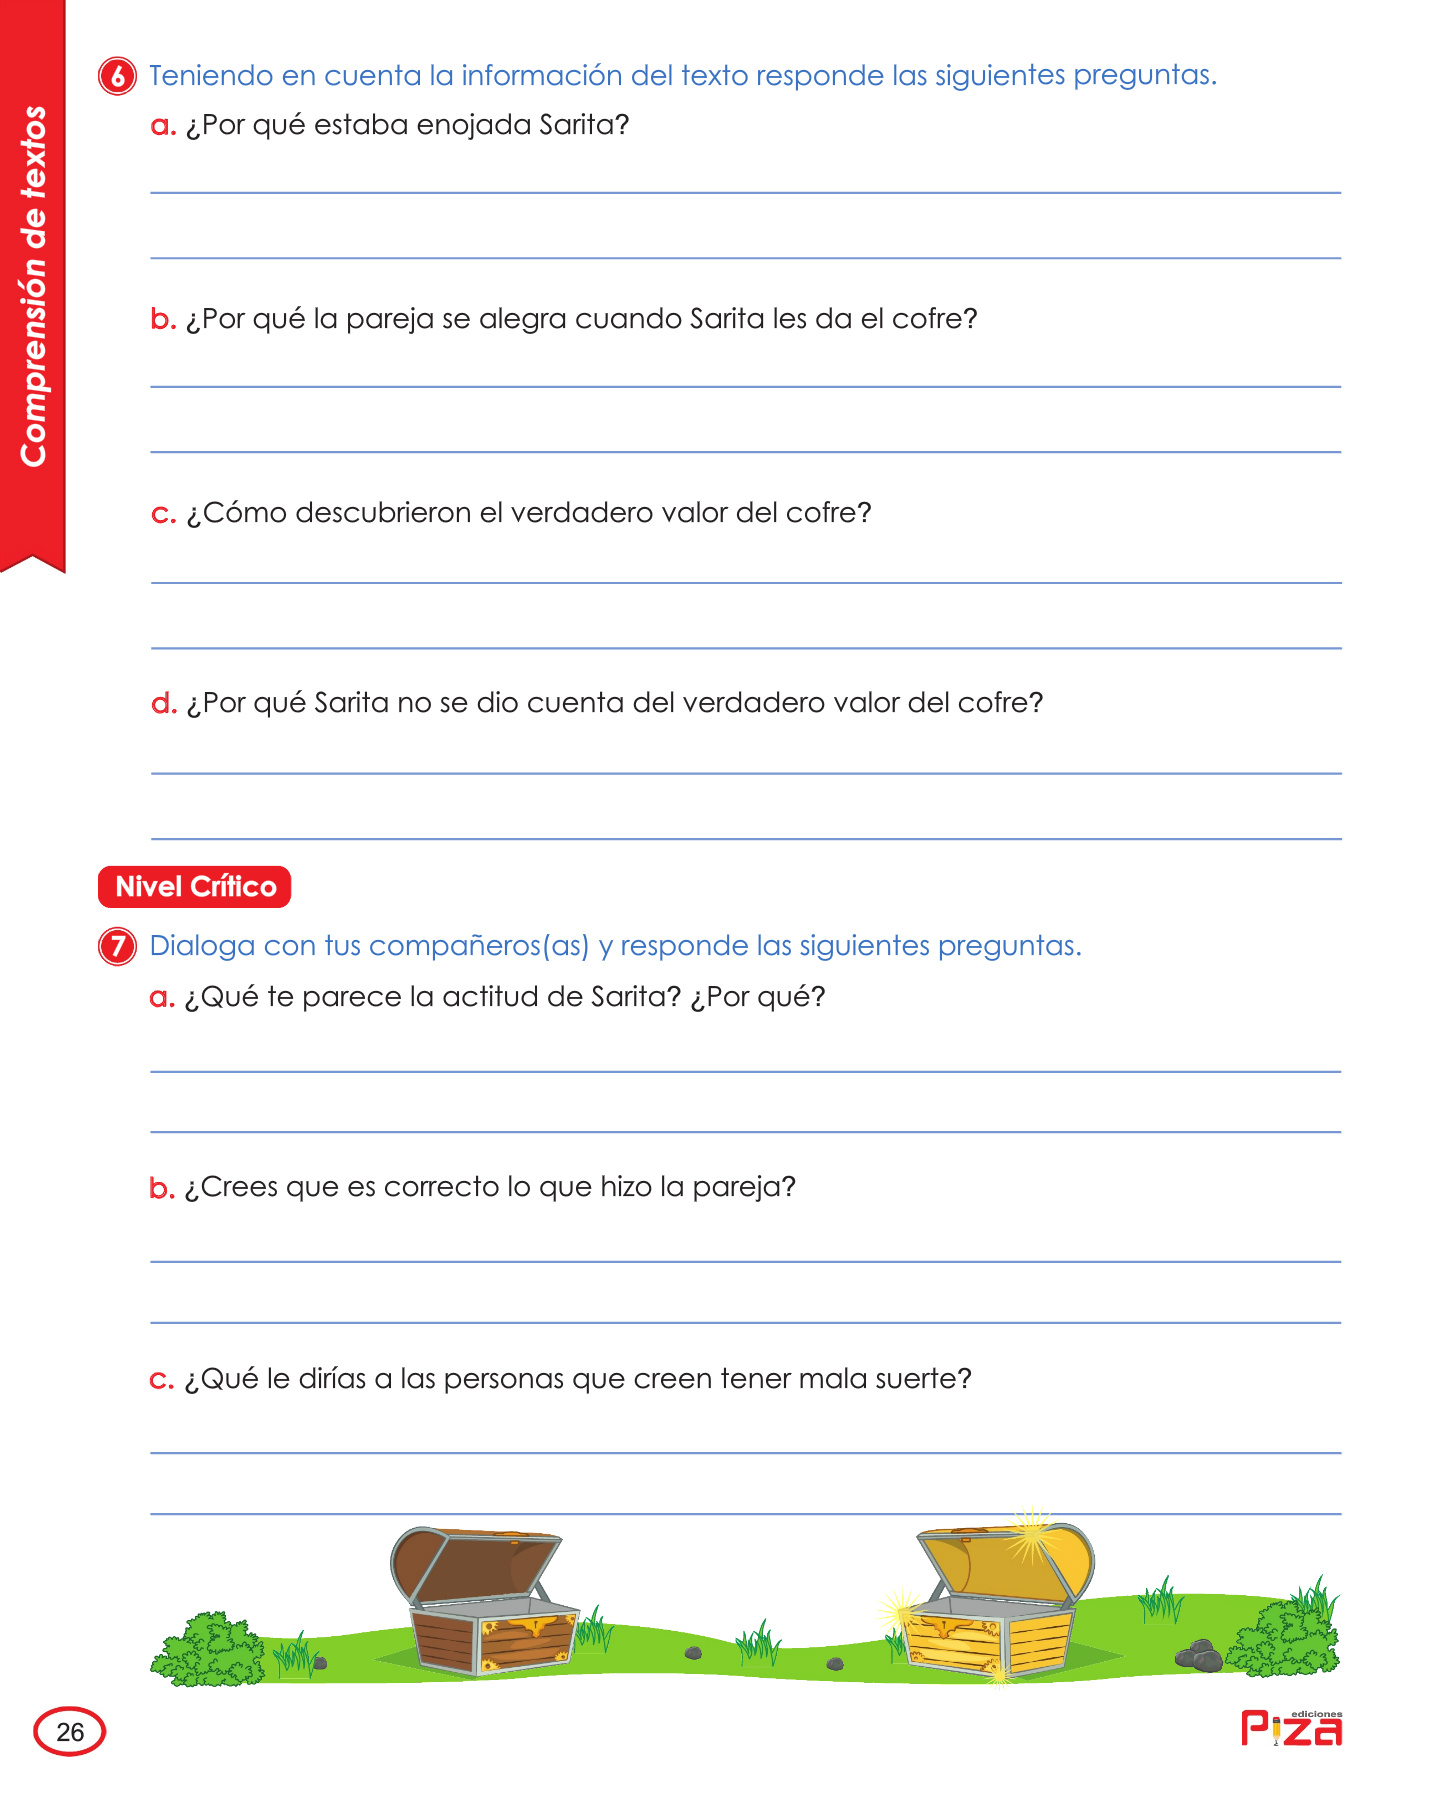 Comprensión de textos
6 Teniendo en cuenta la información del texto responde las siguientes preguntas.
a. ¿Por qué estaba enojada Sarita?
b. ¿Por qué la pareja se alegra cuando Sarita les da el cofre?
c. ¿Cómo descubrieron el verdadero valor del cofre?
d. ¿Por qué Sarita no se dio cuenta del verdadero valor del cofre?
Nivel Crítico
7 Dialoga con tus compañeros(as) y responde las siguientes preguntas.
a. ¿Qué te parece la actitud de Sarita? ¿Por qué?
b. ¿Crees que es correcto lo que hizo la pareja?
c. ¿Qué le dirías a las personas que creen tener mala suerte?
26
ediciones
Piza